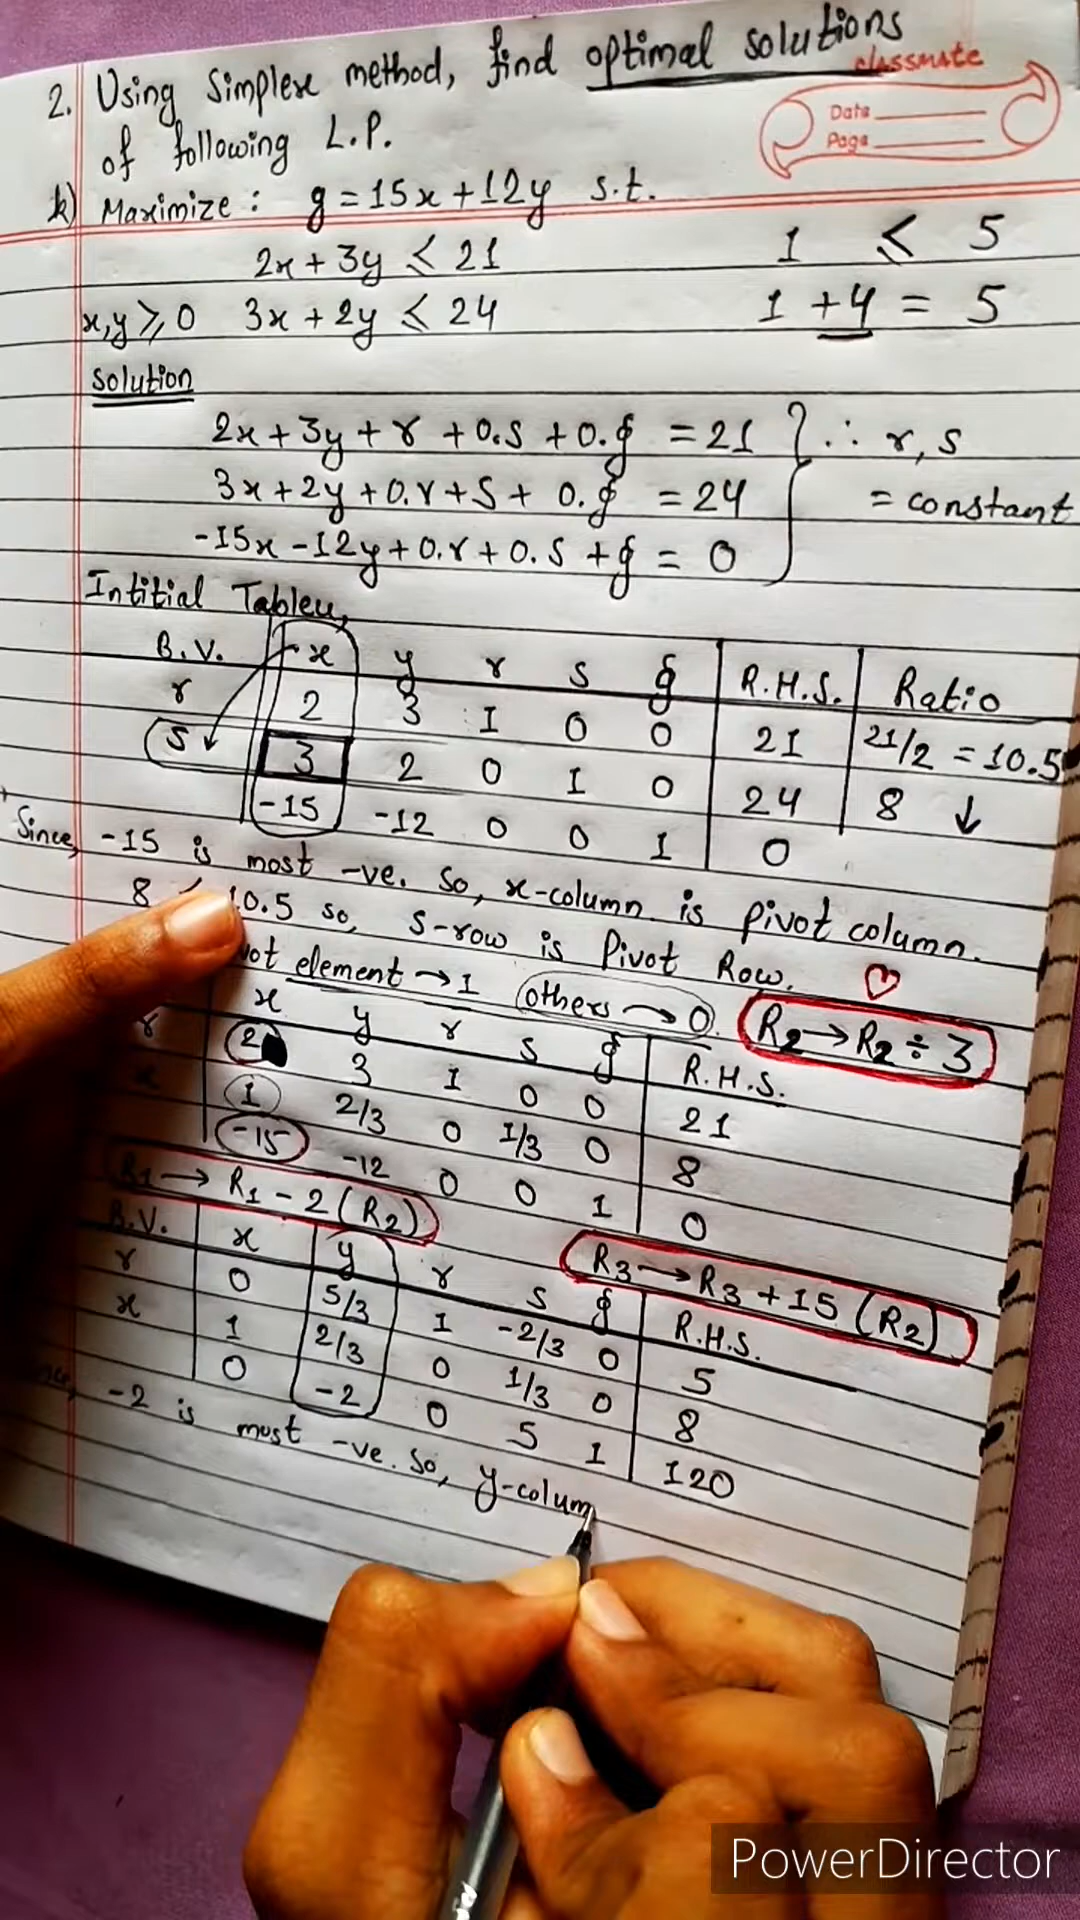 2. Using Simplex method, find optimal solutions
classmate
Date
Page
of following L.P.
k) Maximize: g = 15x + 12y s.t.
2x + 3y ≤ 21
1 ≤ 5
x,y ≥ 0 3x + 2y ≤ 24
1 + 4 = 5
Solution
2x + 3y + r + 0.s + 0.g = 21 } ∴ r, s
3x + 2y + 0.r + s + 0.g = 24 = constant
-15x - 12y + 0.r + 0.s + g = 0
Intitial Tableu,
B.V. x y r s g R.H.S. Ratio
r 2 3 1 0 0 21 21/2 = 10.5
s 3 2 0 1 0 24 8 ↓
-15 -12 0 0 1 0
Since, -15 is most -ve. So, x-column is pivot column.
8 10.5 so, s-row is Pivot Row. ♡
element → 1 others → 0. R2 → R2 ÷ 3
x y r s g R.H.S.
r 2 3 1 0 0 21
x 1 2/3 0 1/3 0 8
-15 -12 0 0 1 0
R1 → R1 - 2 (R2)
R3 → R3 + 15 (R2)
B.V. x y r s g R.H.S.
r 0 5/3 1 -2/3 0 5
x 1 2/3 0 1/3 0 8
0 -2 0 5 1 120
-2 is most -ve. So, y-colum
PowerDirector